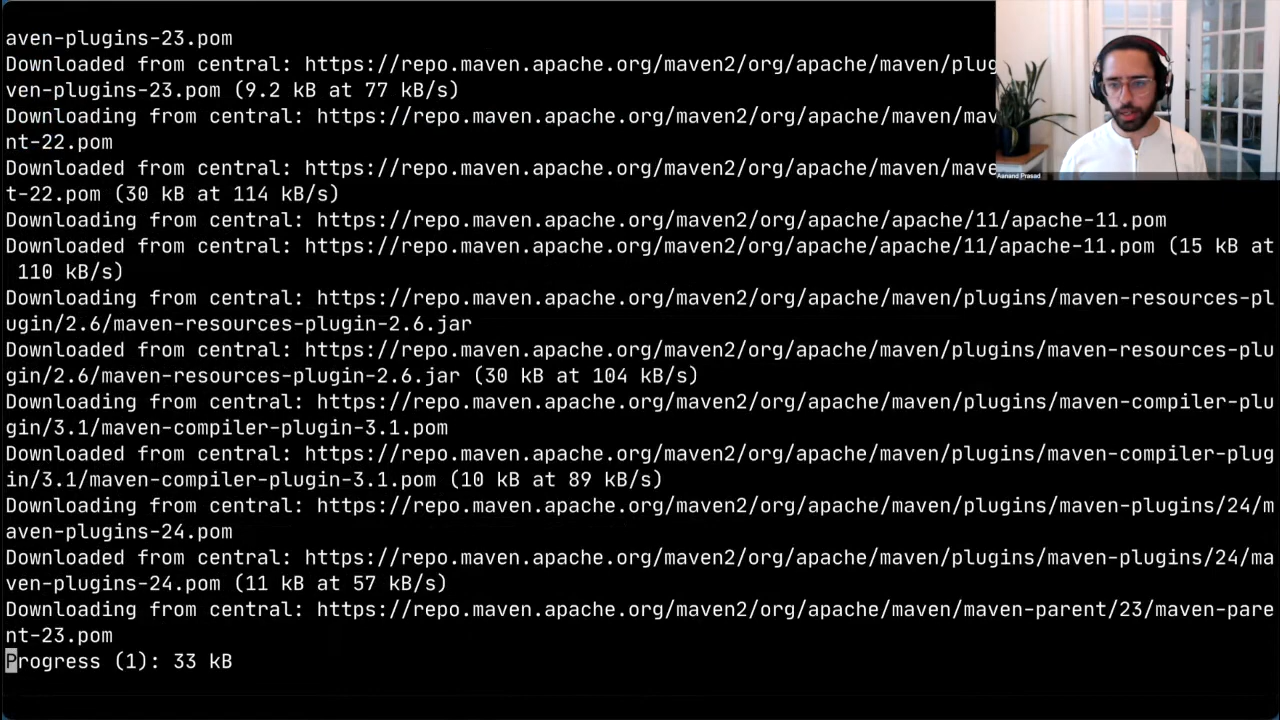 aven-plugins-23.pom
Downloaded from central: https://repo.maven.apache.org/maven2/org/apache/maven/plug
ven-plugins-23.pom (9.2 kB at 77 kB/s)
Downloading from central: https://repo.maven.apache.org/maven2/org/apache/maven/mav
nt-22.pom
Downloaded from central: https://repo.maven.apache.org/maven2/org/apache/maven/mave
t-22.pom (30 kB at 114 kB/s)
Aanand Prasad
Downloading from central: https://repo.maven.apache.org/maven2/org/apache/apache/11/apache-11.pom
Downloaded from central: https://repo.maven.apache.org/maven2/org/apache/apache/11/apache-11.pom (15 kB at
110 kB/s)
Downloading from central: https://repo.maven.apache.org/maven2/org/apache/maven/plugins/maven-resources-pl
ugin/2.6/maven-resources-plugin-2.6.jar
Downloaded from central: https://repo.maven.apache.org/maven2/org/apache/maven/plugins/maven-resources-plu
gin/2.6/maven-resources-plugin-2.6.jar (30 kB at 104 kB/s)
Downloading from central: https://repo.maven.apache.org/maven2/org/apache/maven/plugins/maven-compiler-plu
gin/3.1/maven-compiler-plugin-3.1.pom
Downloaded from central: https://repo.maven.apache.org/maven2/org/apache/maven/plugins/maven-compiler-plug
in/3.1/maven-compiler-plugin-3.1.pom (10 kB at 89 kB/s)
Downloading from central: https://repo.maven.apache.org/maven2/org/apache/maven/plugins/maven-plugins/24/m
aven-plugins-24.pom
Downloaded from central: https://repo.maven.apache.org/maven2/org/apache/maven/plugins/maven-plugins/24/ma
ven-plugins-24.pom (11 kB at 57 kB/s)
Downloading from central: https://repo.maven.apache.org/maven2/org/apache/maven/maven-parent/23/maven-pare
nt-23.pom
Progress (1): 33 kB